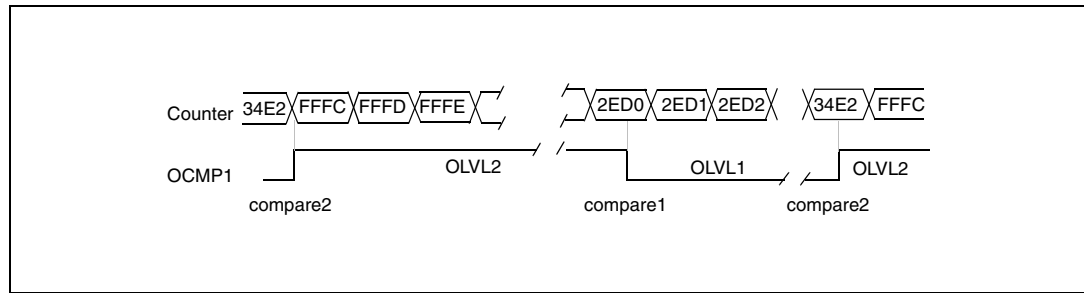 Counter 34E2 FFFC FFFD FFFE 2ED0 2ED1 2ED2 34E2 FFFC
OCMP1 OLVL2 OLVL1 OLVL2
compare2 compare1 compare2